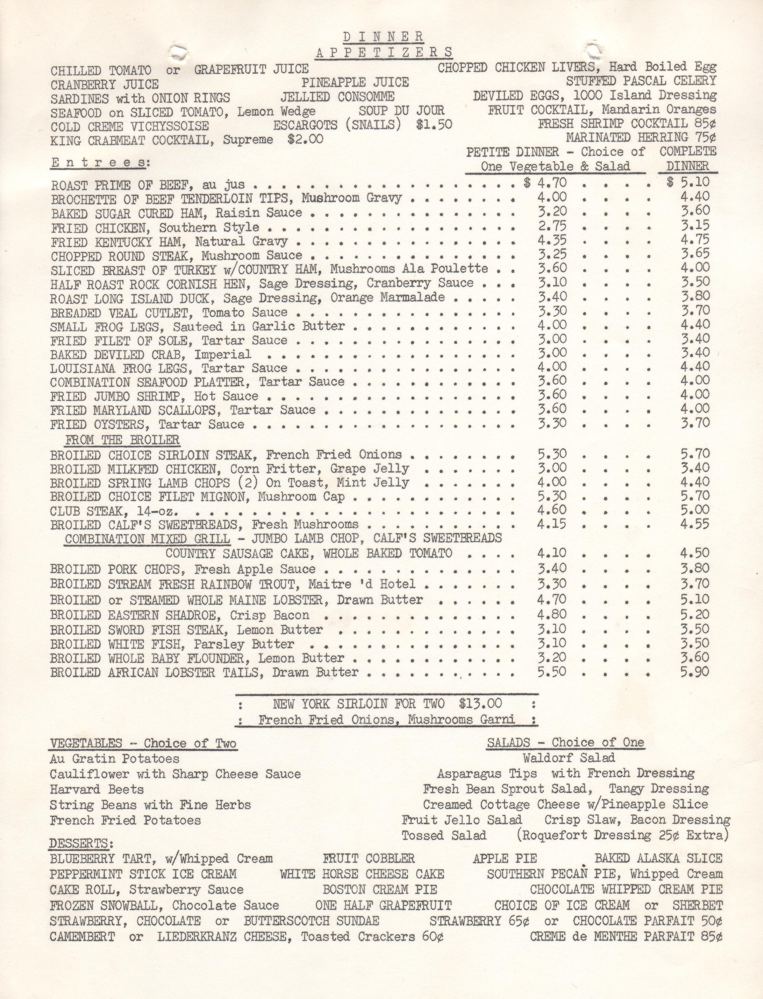 DINNER
APPETIZERS
CHILLED TOMATO or GRAPEFRUIT JUICE CHOPPED CHICKEN LIVERS, Hard Boiled Egg
CRANBERRY JUICE PINEAPPLE JUICE STUFFED PASCAL CELERY
SARDINES with ONION RINGS JELLIED CONSOMME DEVILED EGGS, 1000 Island Dressing
SEAFOOD on SLICED TOMATO, Lemon Wedge SOUP DU JOUR FRUIT COCKTAIL, Mandarin Oranges
COLD CREME VICHYSSOISE ESCARGOTS (SNAILS) $1.50 FRESH SHRIMP COCKTAIL 85¢
KING CRABMEAT COCKTAIL, Supreme $2.00 MARINATED HERRING 75¢
PETITE DINNER - Choice of COMPLETE
Entrees: One Vegetable & Salad DINNER
ROAST PRIME OF BEEF, au jus . . . . . . . . . . . . . . . . . . . $ 4.70 . . . . $ 5.10
BROCHETTE OF BEEF TENDERLOIN TIPS, Mushroom Gravy . . . . . . . . 4.00 . . . . 4.40
BAKED SUGAR CURED HAM, Raisin Sauce . . . . . . . . . . . . . . . 3.20 . . . . 3.60
FRIED CHICKEN, Southern Style . . . . . . . . . . . . . . . . . . 2.75 . . . . 3.15
FRIED KENTUCKY HAM, Natural Gravy . . . . . . . . . . . . . . . . 4.35 . . . . 4.75
CHOPPED ROUND STEAK, Mushroom Sauce . . . . . . . . . . . . . . . 3.25 . . . . 3.65
SLICED BREAST OF TURKEY w/COUNTRY HAM, Mushrooms Ala Poulette . . 3.60 . . . . 4.00
HALF ROAST ROCK CORNISH HEN, Sage Dressing, Cranberry Sauce . . . 3.10 . . . . 3.50
ROAST LONG ISLAND DUCK, Sage Dressing, Orange Marmalade . . . . . 3.40 . . . . 3.80
BREADED VEAL CUTLET, Tomato Sauce . . . . . . . . . . . . . . . . 3.30 . . . . 3.70
SMALL FROG LEGS, Sauteed in Garlic Butter . . . . . . . . . . . . 4.00 . . . . 4.40
FRIED FILET OF SOLE, Tartar Sauce . . . . . . . . . . . . . . . . 3.00 . . . . 3.40
BAKED DEVILED CRAB, Imperial . . . . . . . . . . . . . . . . . . 3.00 . . . . 3.40
LOUISIANA FROG LEGS, Tartar Sauce . . . . . . . . . . . . . . . . 4.00 . . . . 4.40
COMBINATION SEAFOOD PLATTER, Tartar Sauce . . . . . . . . . . . . 3.60 . . . . 4.00
FRIED JUMBO SHRIMP, Hot Sauce . . . . . . . . . . . . . . . . . . 3.60 . . . . 4.00
FRIED MARYLAND SCALLOPS, Tartar Sauce . . . . . . . . . . . . . . 3.60 . . . . 4.00
FRIED OYSTERS, Tartar Sauce . . . . . . . . . . . . . . . . . . . 3.30 . . . . 3.70
FROM THE BROILER
BROILED CHOICE SIRLOIN STEAK, French Fried Onions . . . . . . . . 5.30 . . . . 5.70
BROILED MILKFED CHICKEN, Corn Fritter, Grape Jelly . . . . . . . 3.00 . . . . 3.40
BROILED SPRING LAMB CHOPS (2) On Toast, Mint Jelly . . . . . . . 4.00 . . . . 4.40
BROILED CHOICE FILET MIGNON, Mushroom Cap . . . . . . . . . . . . 5.30 . . . . 5.70
CLUB STEAK, 14-oz. . . . . . . . . . . . . . . . . . . . . . . . 4.60 . . . . 5.00
BROILED CALF'S SWEETHREADS, Fresh Mushrooms . . . . . . . . . . . 4.15 . . . . 4.55
COMBINATION MIXED GRILL - JUMBO LAMB CHOP, CALF'S SWEETBREADS
COUNTRY SAUSAGE CAKE, WHOLE BAKED TOMATO . . . . 4.10 . . . . 4.50
BROILED PORK CHOPS, Fresh Apple Sauce . . . . . . . . . . . . . . 3.40 . . . . 3.80
BROILED STREAM FRESH RAINBOW TROUT, Maitre 'd Hotel . . . . . . . 3.30 . . . . 3.70
BROILED or STEAMED WHOLE MAINE LOBSTER, Drawn Butter . . . . . . 4.70 . . . . 5.10
BROILED EASTERN SHADROE, Crisp Bacon . . . . . . . . . . . . . . 4.80 . . . . 5.20
BROILED SWORD FISH STEAK, Lemon Butter . . . . . . . . . . . . . 3.10 . . . . 3.50
BROILED WHITE FISH, Parsley Butter . . . . . . . . . . . . . . . 3.10 . . . . 3.50
BROILED WHOLE BABY FLOUNDER, Lemon Butter . . . . . . . . . . . . 3.20 . . . . 3.60
BROILED AFRICAN LOBSTER TAILS, Drawn Butter . . . . . . . . . . . 5.50 . . . . 5.90
: NEW YORK SIRLOIN FOR TWO $13.00 :
: French Fried Onions, Mushrooms Garni :
VEGETABLES - Choice of Two SALADS - Choice of One
Au Gratin Potatoes Waldorf Salad
Cauliflower with Sharp Cheese Sauce Asparagus Tips with French Dressing
Harvard Beets Fresh Bean Sprout Salad, Tangy Dressing
String Beans with Fine Herbs Creamed Cottage Cheese w/Pineapple Slice
French Fried Potatoes Fruit Jello Salad Crisp Slaw, Bacon Dressing
Tossed Salad (Roquefort Dressing 25¢ Extra)
DESSERTS:
BLUEBERRY TART, w/Whipped Cream FRUIT COBBLER APPLE PIE BAKED ALASKA SLICE
PEPPERMINT STICK ICE CREAM WHITE HORSE CHEESE CAKE SOUTHERN PECAN PIE, Whipped Cream
CAKE ROLL, Strawberry Sauce BOSTON CREAM PIE CHOCOLATE WHIPPED CREAM PIE
FROZEN SNOWBALL, Chocolate Sauce ONE HALF GRAPEFRUIT CHOICE OF ICE CREAM or SHERBET
STRAWBERRY, CHOCOLATE or BUTTERSCOTCH SUNDAE STRAWBERRY 65¢ or CHOCOLATE PARFAIT 50¢
CAMEMBERT or LIEDERKRANZ CHEESE, Toasted Crackers 60¢ CREME de MENTHE PARFAIT 85¢